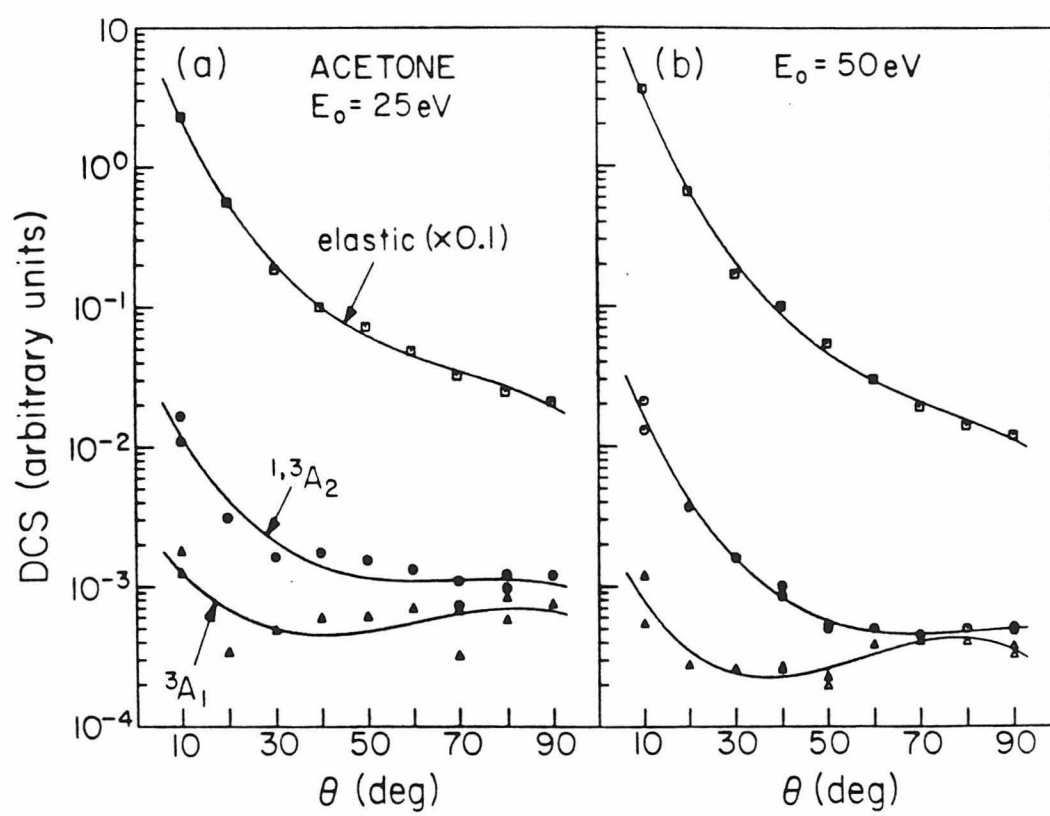 (a) ACETONE
E₀ = 25 eV
(b) E₀ = 50 eV
DCS (arbitrary units)
10
10⁰
10⁻¹
10⁻²
10⁻³
10⁻⁴
elastic (×0.1)
¹,³A₂
³A₁
10 30 50 70 90
10 30 50 70 90
θ (deg)
θ (deg)